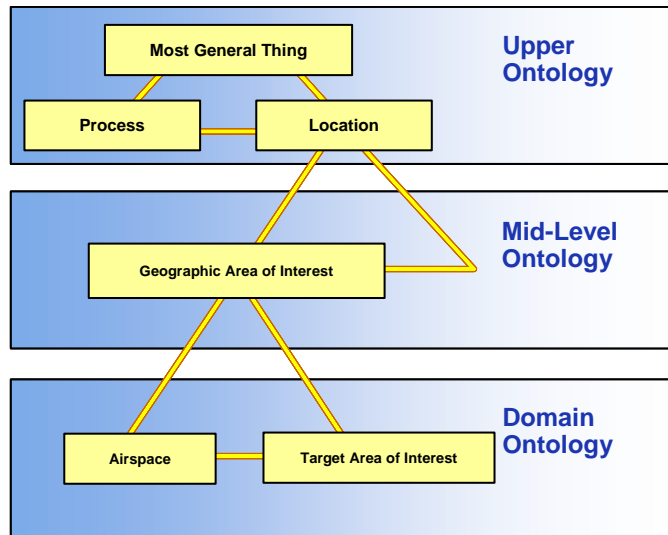 Most General Thing
Upper
Ontology
Process
Location
Mid-Level
Ontology
Geographic Area of Interest
Domain
Ontology
Airspace
Target Area of Interest